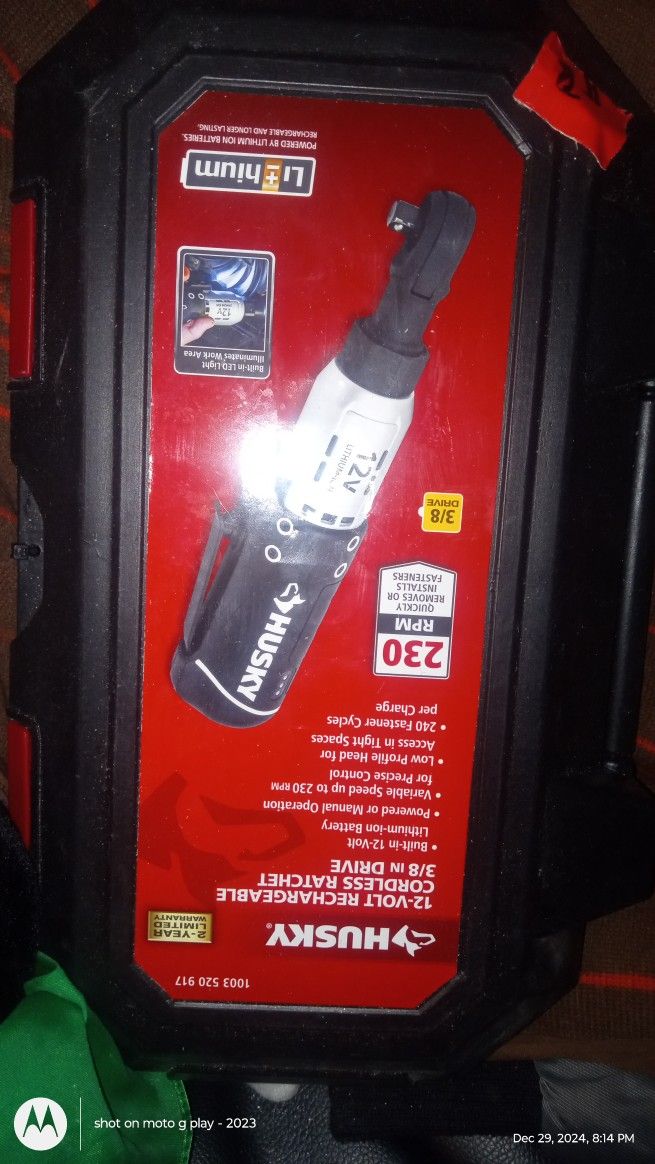 1003 520 917
HUSKY
2-YEAR
LIMITED
WARRANTY
12-VOLT RECHARGEABLE
CORDLESS RATCHET
3/8 IN DRIVE
• Built-in 12-Volt
Lithium-ion Battery
• Powered or Manual Operation
• Variable Speed up to 230 RPM
for Precise Control
• Low Profile Head for
Access in Tight Spaces
• 240 Fastener Cycles
per Charge
230
RPM
QUICKLY
REMOVES OR
INSTALLS
FASTENERS
HUSKY
3/8
DRIVE
12V
Built-in LED Light
Illuminates Work Area
12V
Lithium
POWERED BY LITHIUM ION BATTERIES.
RECHARGEABLE AND LONGER LASTING.
shot on moto g play - 2023
Dec 29, 2024, 8:14 PM